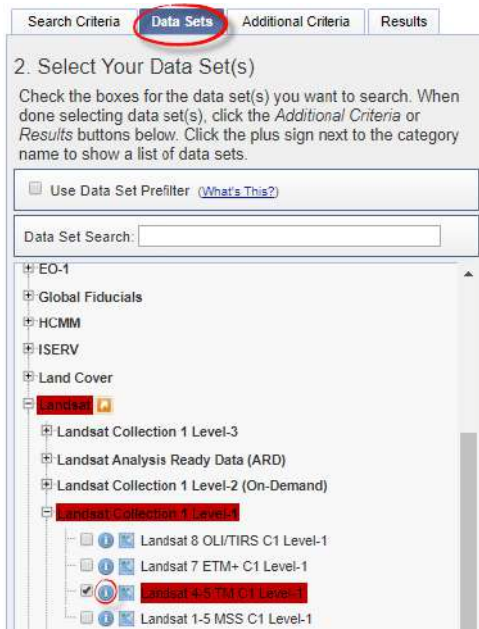 Search Criteria Data Sets Additional Criteria Results
2. Select Your Data Set(s)
Check the boxes for the data set(s) you want to search. When
done selecting data set(s), click the Additional Criteria or
Results buttons below. Click the plus sign next to the category
name to show a list of data sets.
Use Data Set Prefilter (What's This?)
Data Set Search:
EO-1
Global Fiducials
HCMM
ISERV
Land Cover
Landsat
Landsat Collection 1 Level-3
Landsat Analysis Ready Data (ARD)
Landsat Collection 1 Level-2 (On-Demand)
Landsat Collection 1 Level-1
Landsat 8 OLI/TIRS C1 Level-1
Landsat 7 ETM+ C1 Level-1
Landsat 4-5 TM C1 Level-1
Landsat 1-5 MSS C1 Level-1